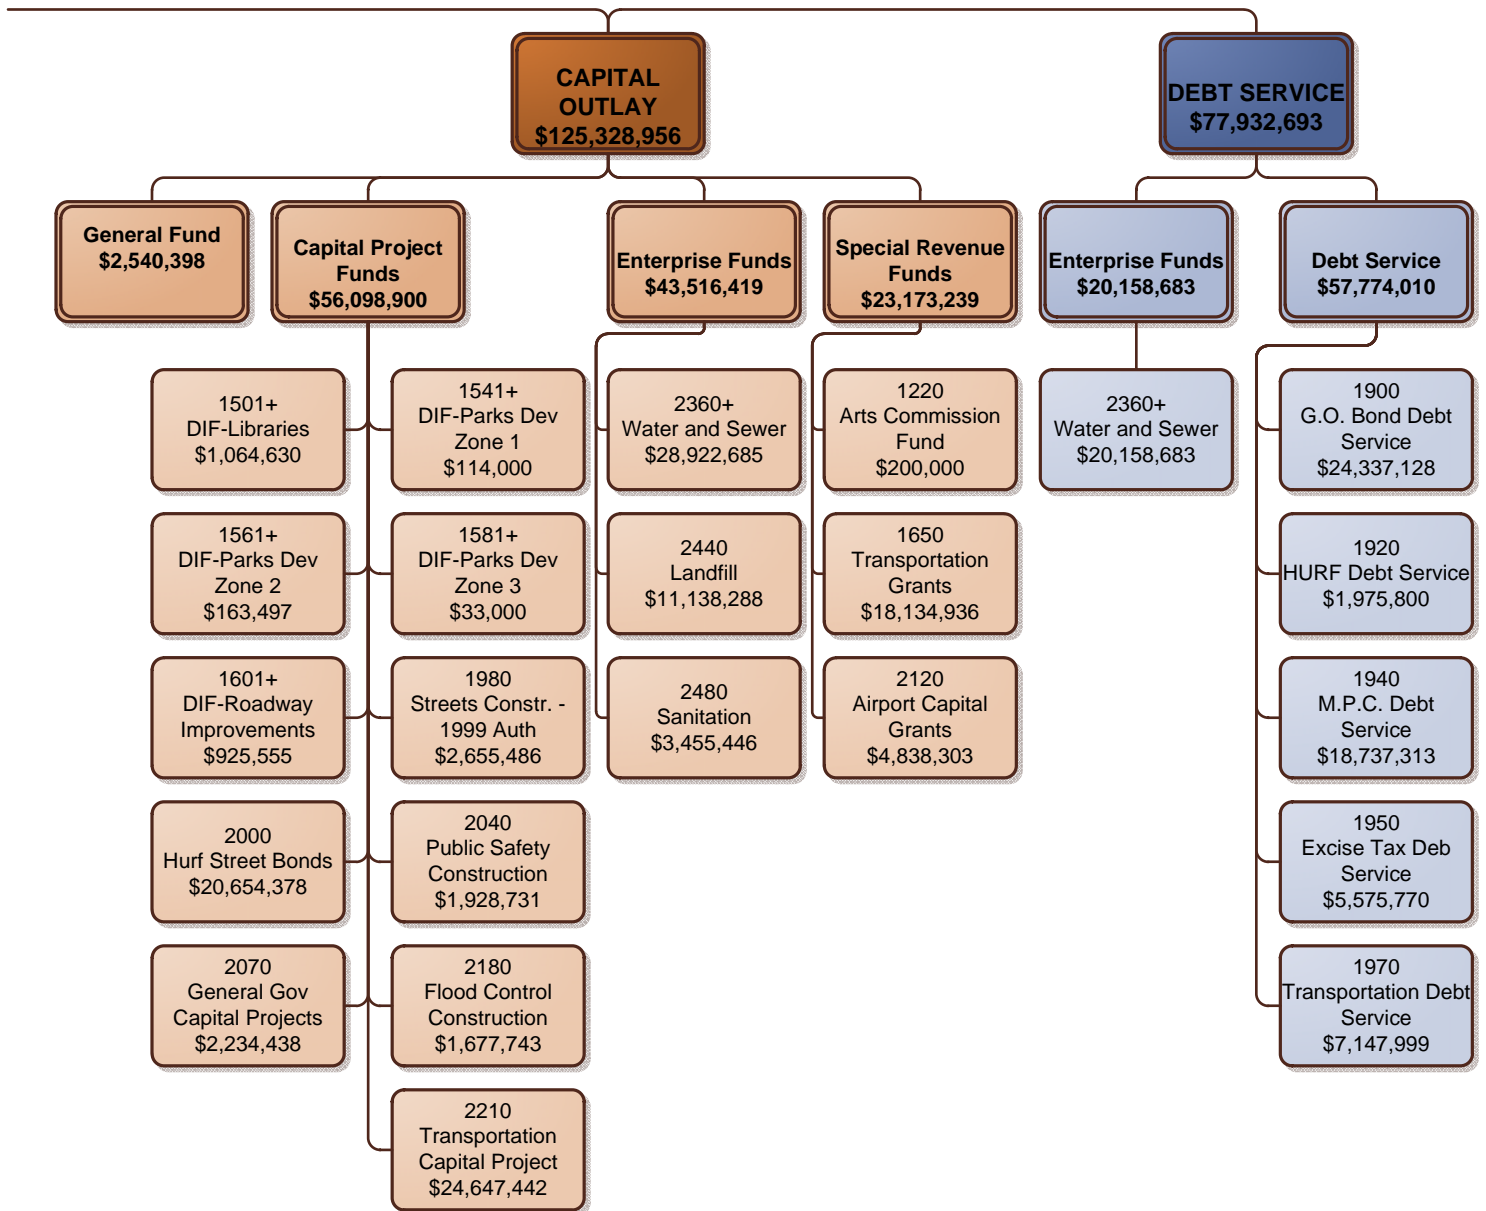 CAPITAL
OUTLAY
$125,328,956
DEBT SERVICE
$77,932,693
General Fund
$2,540,398
Capital Project
Funds
$56,098,900
Enterprise Funds
$43,516,419
Special Revenue
Funds
$23,173,239
Enterprise Funds
$20,158,683
Debt Service
$57,774,010
1501+
DIF-Libraries
$1,064,630
1541+
DIF-Parks Dev
Zone 1
$114,000
2360+
Water and Sewer
$28,922,685
1220
Arts Commission
Fund
$200,000
2360+
Water and Sewer
$20,158,683
1900
G.O. Bond Debt
Service
$24,337,128
1561+
DIF-Parks Dev
Zone 2
$163,497
1581+
DIF-Parks Dev
Zone 3
$33,000
2440
Landfill
$11,138,288
1650
Transportation
Grants
$18,134,936
1920
HURF Debt Service
$1,975,800
1601+
DIF-Roadway
Improvements
$925,555
1980
Streets Constr. -
1999 Auth
$2,655,486
2480
Sanitation
$3,455,446
2120
Airport Capital
Grants
$4,838,303
1940
M.P.C. Debt
Service
$18,737,313
2000
Hurf Street Bonds
$20,654,378
2040
Public Safety
Construction
$1,928,731
1950
Excise Tax Deb
Service
$5,575,770
2070
General Gov
Capital Projects
$2,234,438
2180
Flood Control
Construction
$1,677,743
1970
Transportation Debt
Service
$7,147,999
2210
Transportation
Capital Project
$24,647,442